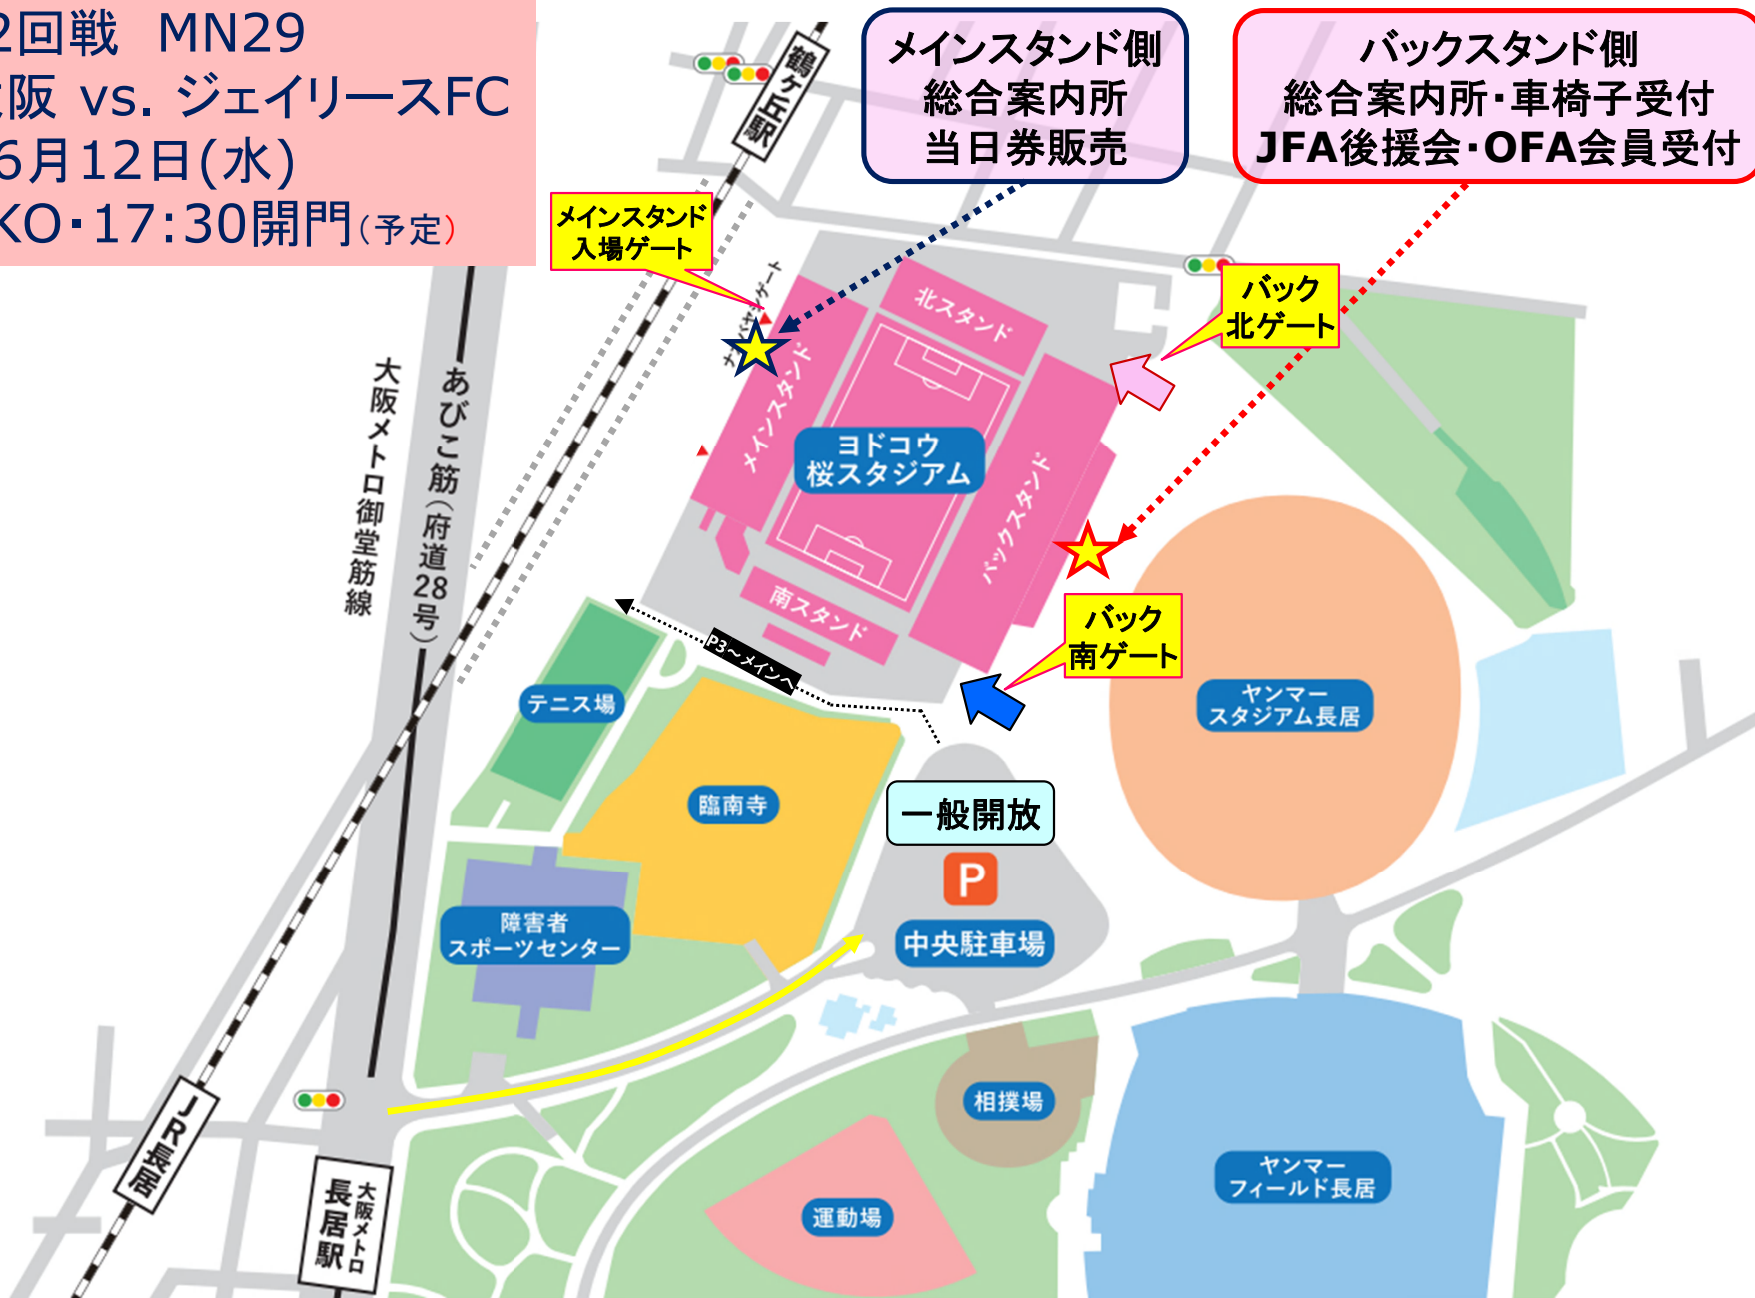 2回戦 MN29
阪 vs. ジェイリースFC
6月12日(水)
KO・17:30開門(予定)
鶴ヶ丘駅
メインスタンド側
総合案内所
当日券販売
バックスタンド側
総合案内所・車椅子受付
JFA後援会・OFA会員受付
メインスタンド
入場ゲート
バック
北ゲート
北スタンド
メインスタンド
ヨドコウ
桜スタジアム
バックスタンド
南スタンド
大阪メトロ御堂筋線
あびこ筋(府道28号)
P3～メインへ
バック
南ゲート
テニス場
ヤンマー
スタジアム長居
臨南寺
一般開放
P
中央駐車場
障害者
スポーツセンター
相撲場
JR長居
大阪メトロ
長居駅
運動場
ヤンマー
フィールド長居